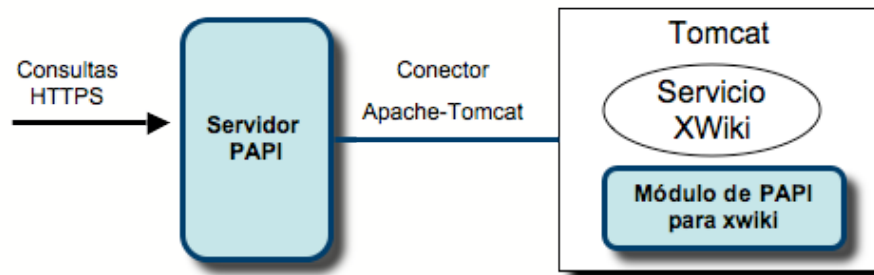 Consultas
HTTPS
Servidor
PAPI
Conector
Apache-Tomcat
Tomcat
Servicio
XWiki
Módulo de PAPI
para xwiki